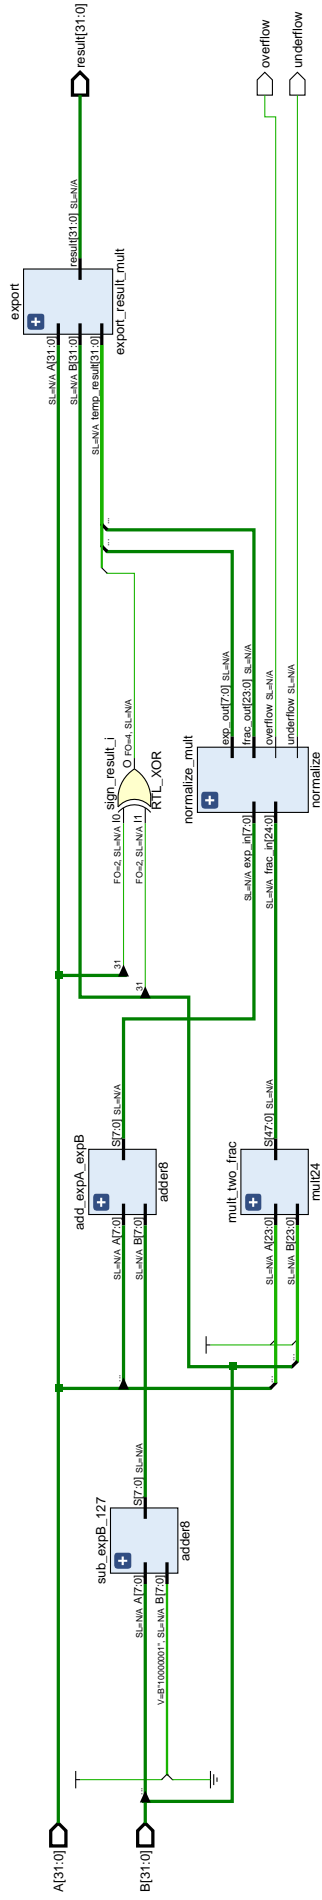 A[31:0]
B[31:0]
sub_expB_127
SL=N/A A[7:0]
V=B"1000001", SL=N/A B[7:0]
S[7:0] SL=N/A
adder8
add_expA_expB
SL=N/A A[7:0]
SL=N/A B[7:0]
S[7:0] SL=N/A
adder8
mult_two_frac
SL=N/A A[23:0]
SL=N/A B[23:0]
S[47:0] SL=N/A
mult24
31
31
sign_result_i
FO=2, SL=N/A I0
FO=2, SL=N/A I1
O FO=4, SL=N/A
RTL_XOR
normalize_mult
SL=N/A exp_in[7:0]
SL=N/A frac_in[24:0]
exp_out[7:0] SL=N/A
frac_out[23:0] SL=N/A
overflow SL=N/A
underflow SL=N/A
normalize
...
...
...
...
...
export
SL=N/A A[31:0]
SL=N/A B[31:0]
SL=N/A temp_result[31:0]
result[31:0] SL=N/A
export_result_mult
result[31:0]
overflow
underflow